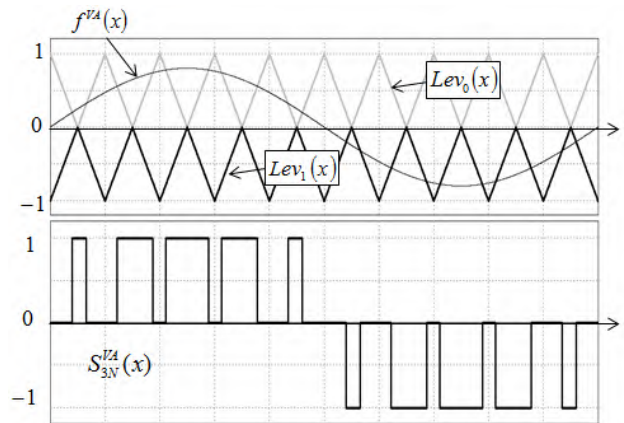 f^{VA}(x)
1
Lev_0(x)
0
Lev_1(x)
−1
1
0
S_{3N}^{VA}(x)
−1